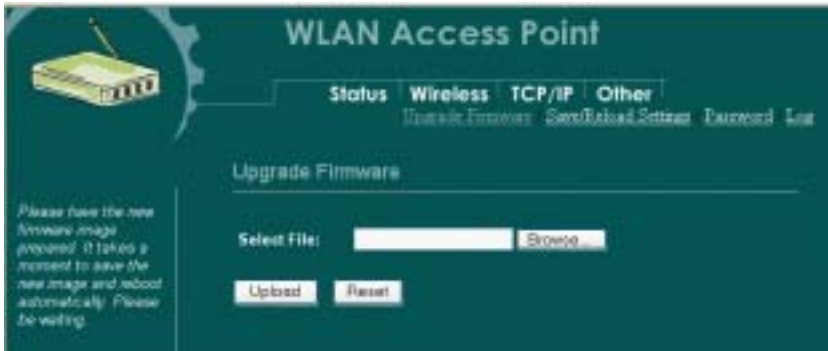 WLAN Access Point
Status Wireless TCP/IP Other
Upgrade Firmware Save/Reload Settings Password Log
Upgrade Firmware
Please have the new
firmware image
prepared. It takes a
moment to save the
new image and reboot
automatically. Please
be waiting.
Select File: Browse...
Upload Reset